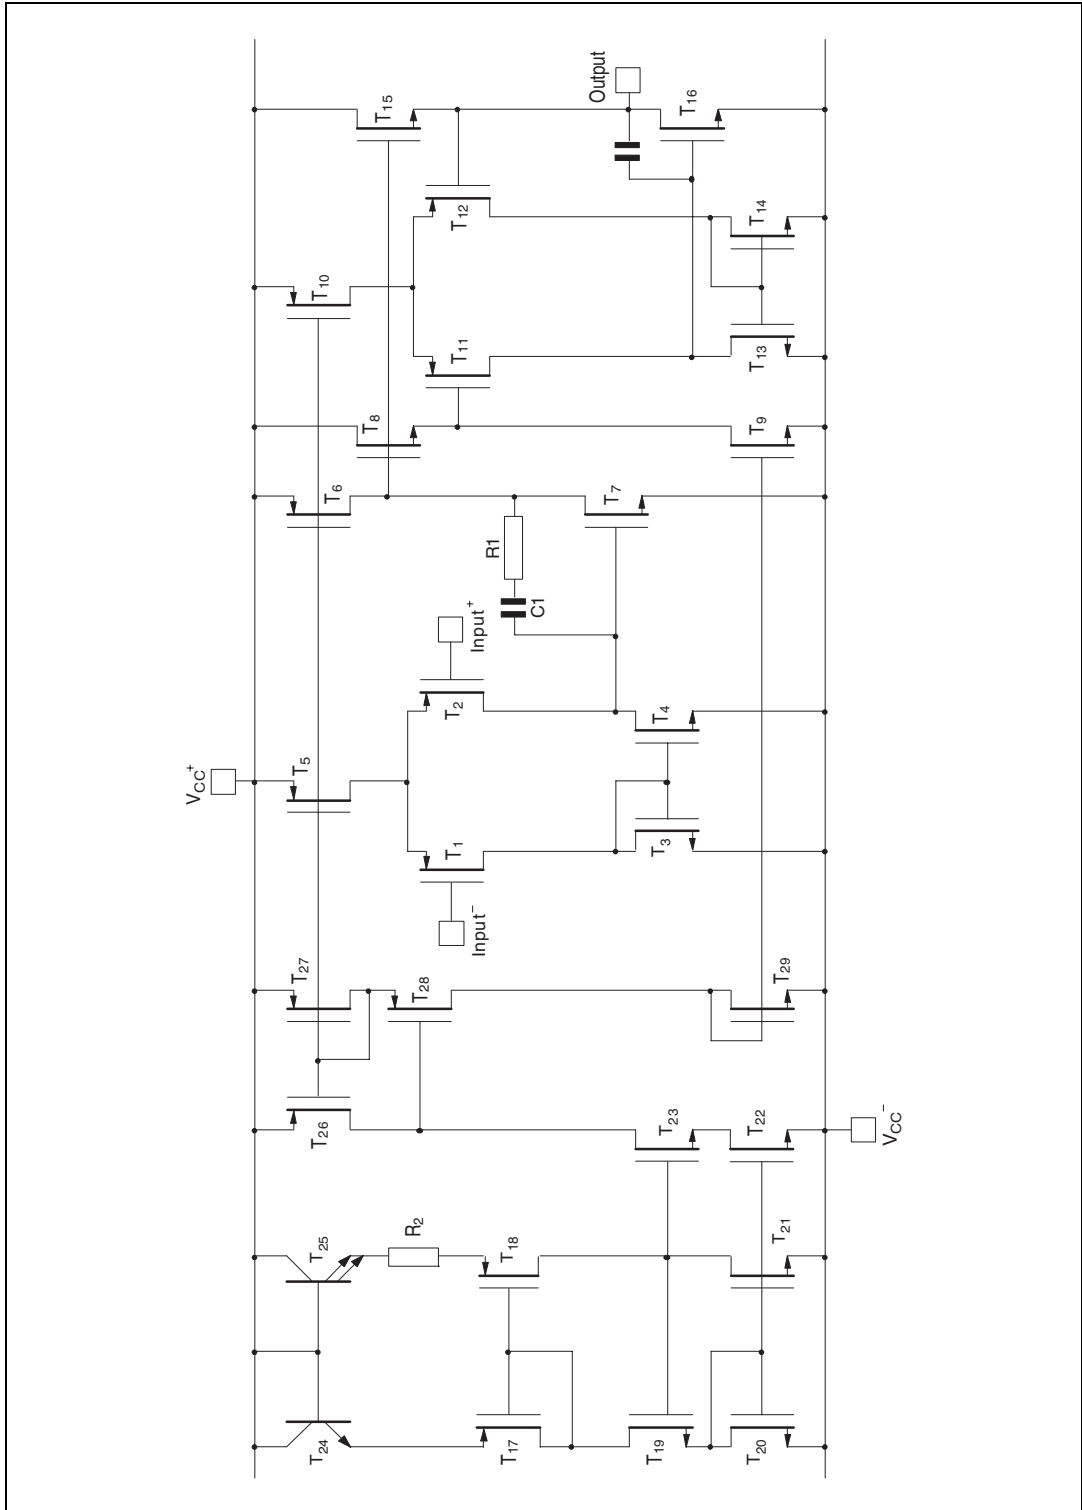 T15
Output
T16
T12
T14
T10
T11
T13
T8
T9
T6
T7
R1
C1
Input+
T2
T4
VCC+
T5
T1
T3
Input−
T27
T28
T29
T26
T23
T22
VCC−
T25
R2
T18
T21
T24
T17
T19
T20